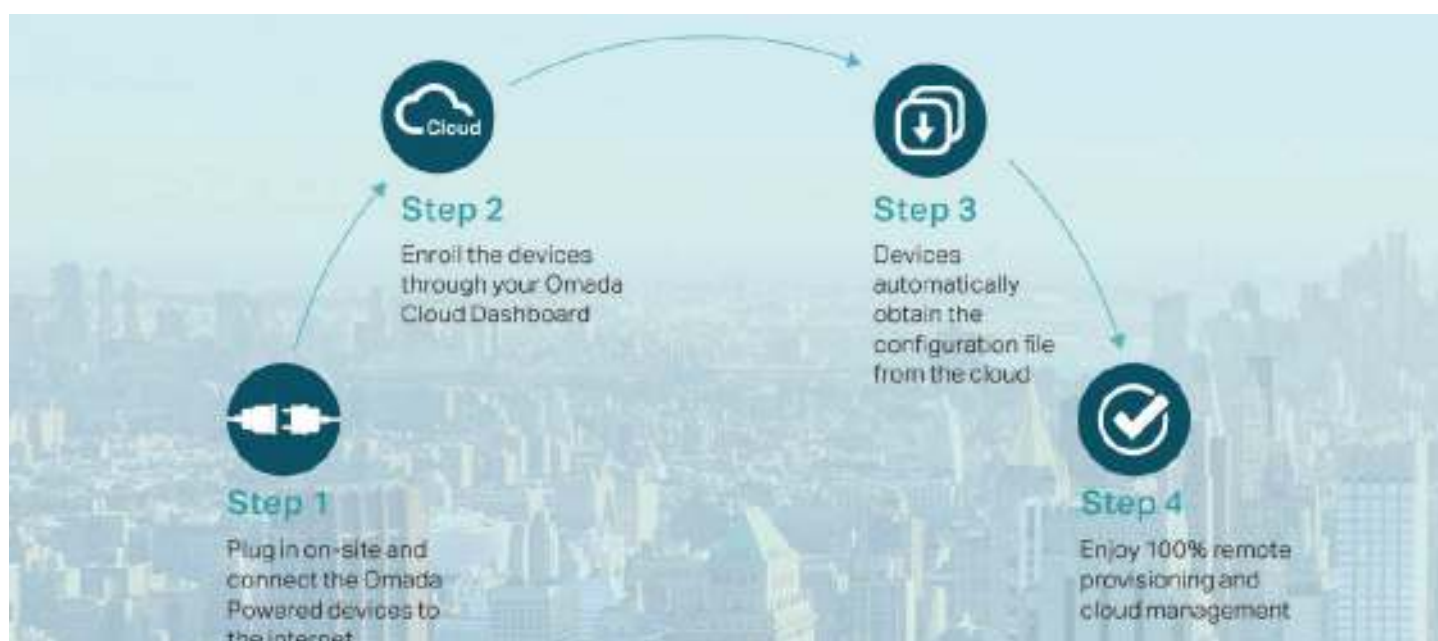 Cloud
Step 2
Enroll the devices
through your Omada
Cloud Dashboard
Step 3
Devices
automatically
obtain the
configuration file
from the cloud
Step 1
Plug in on-site and
connect the Omada
Powered devices to
the internet
Step 4
Enjoy 100% remote
provisioning and
cloud management